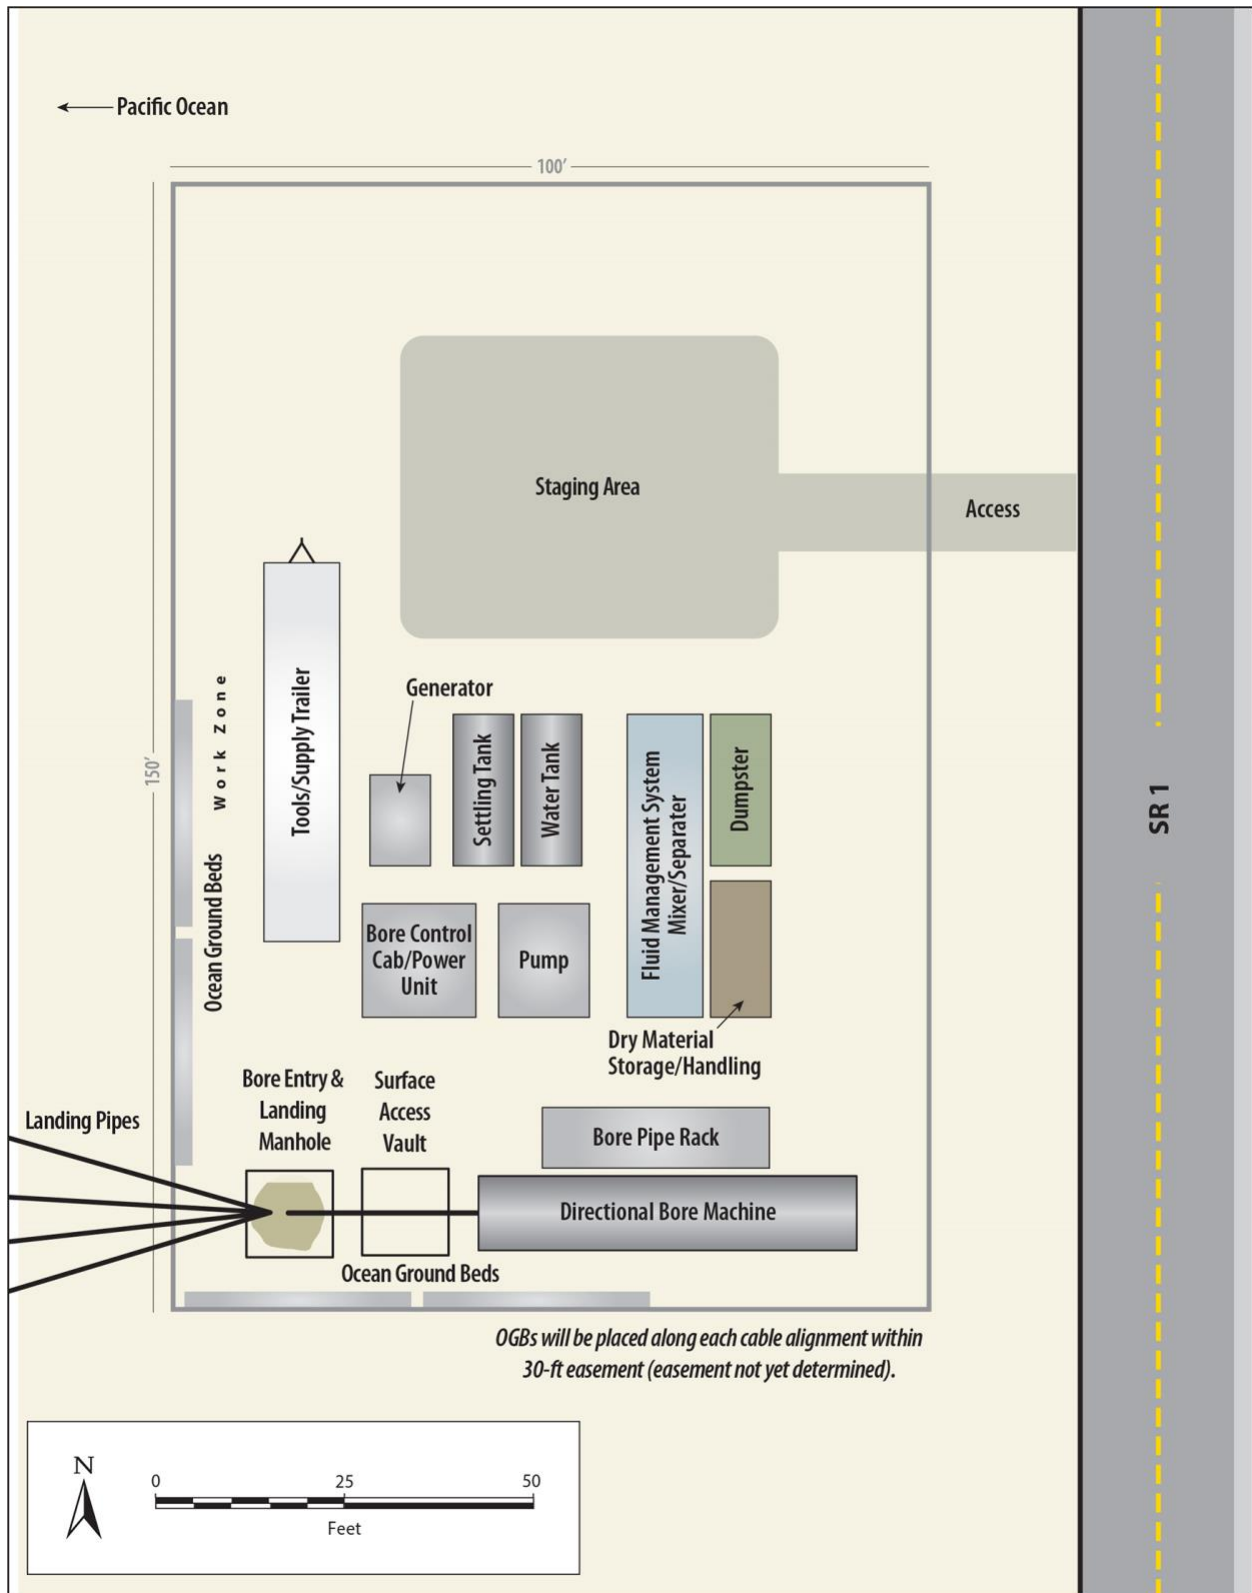 Pacific Ocean
100′
Staging Area
Access
Generator
Work Zone
Tools/Supply Trailer
Settling Tank
Water Tank
Fluid Management System
Mixer/Separater
Dumpster
150′
SR 1
Ocean Ground Beds
Bore Control
Cab/Power
Unit
Pump
Dry Material
Storage/Handling
Bore Entry &
Landing
Manhole
Surface
Access
Vault
Landing Pipes
Bore Pipe Rack
Directional Bore Machine
Ocean Ground Beds
OGBs will be placed along each cable alignment within
30-ft easement (easement not yet determined).
N
0 25 50
Feet